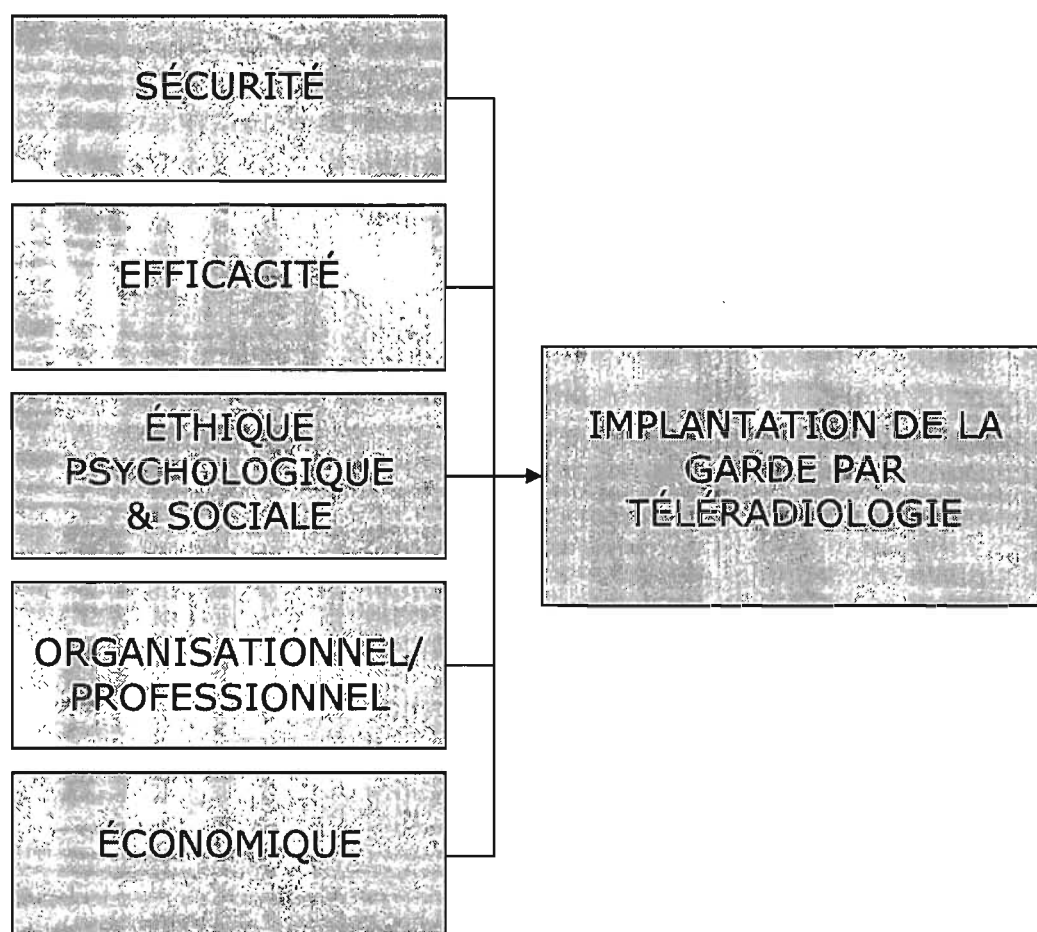 SÉCURITÉ
EFFICACITÉ
ÉTHIQUE
PSYCHOLOGIQUE
& SOCIALE
ORGANISATIONNEL/
PROFESSIONNEL
ÉCONOMIQUE
IMPLANTATION DE LA
GARDE PAR
TÉLÉRADIOLOGIE